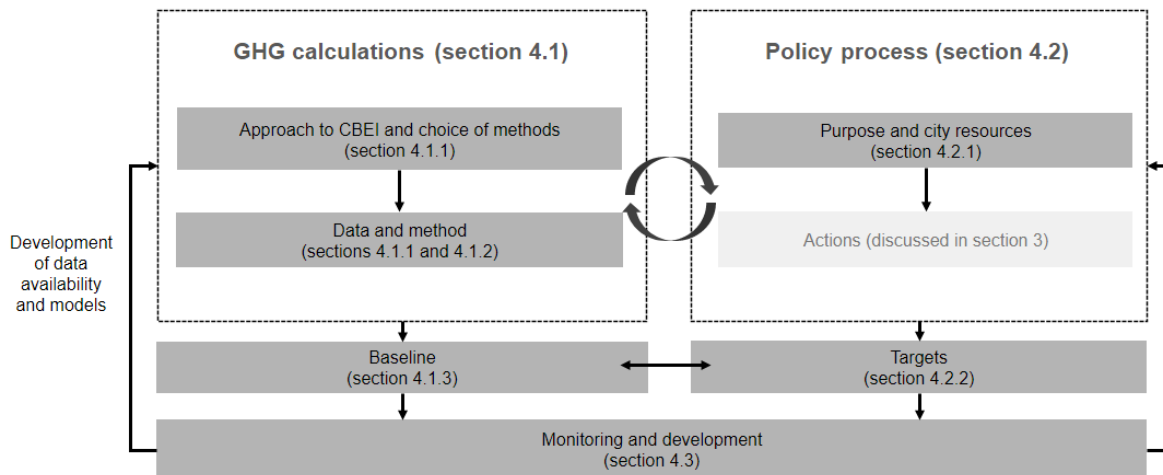 GHG calculations (section 4.1)
Approach to CBEI and choice of methods
(section 4.1.1)
Data and method
(sections 4.1.1 and 4.1.2)
Policy process (section 4.2)
Purpose and city resources
(section 4.2.1)
Actions (discussed in section 3)
Development
of data
availability
and models
Baseline
(section 4.1.3)
Targets
(section 4.2.2)
Monitoring and development
(section 4.3)